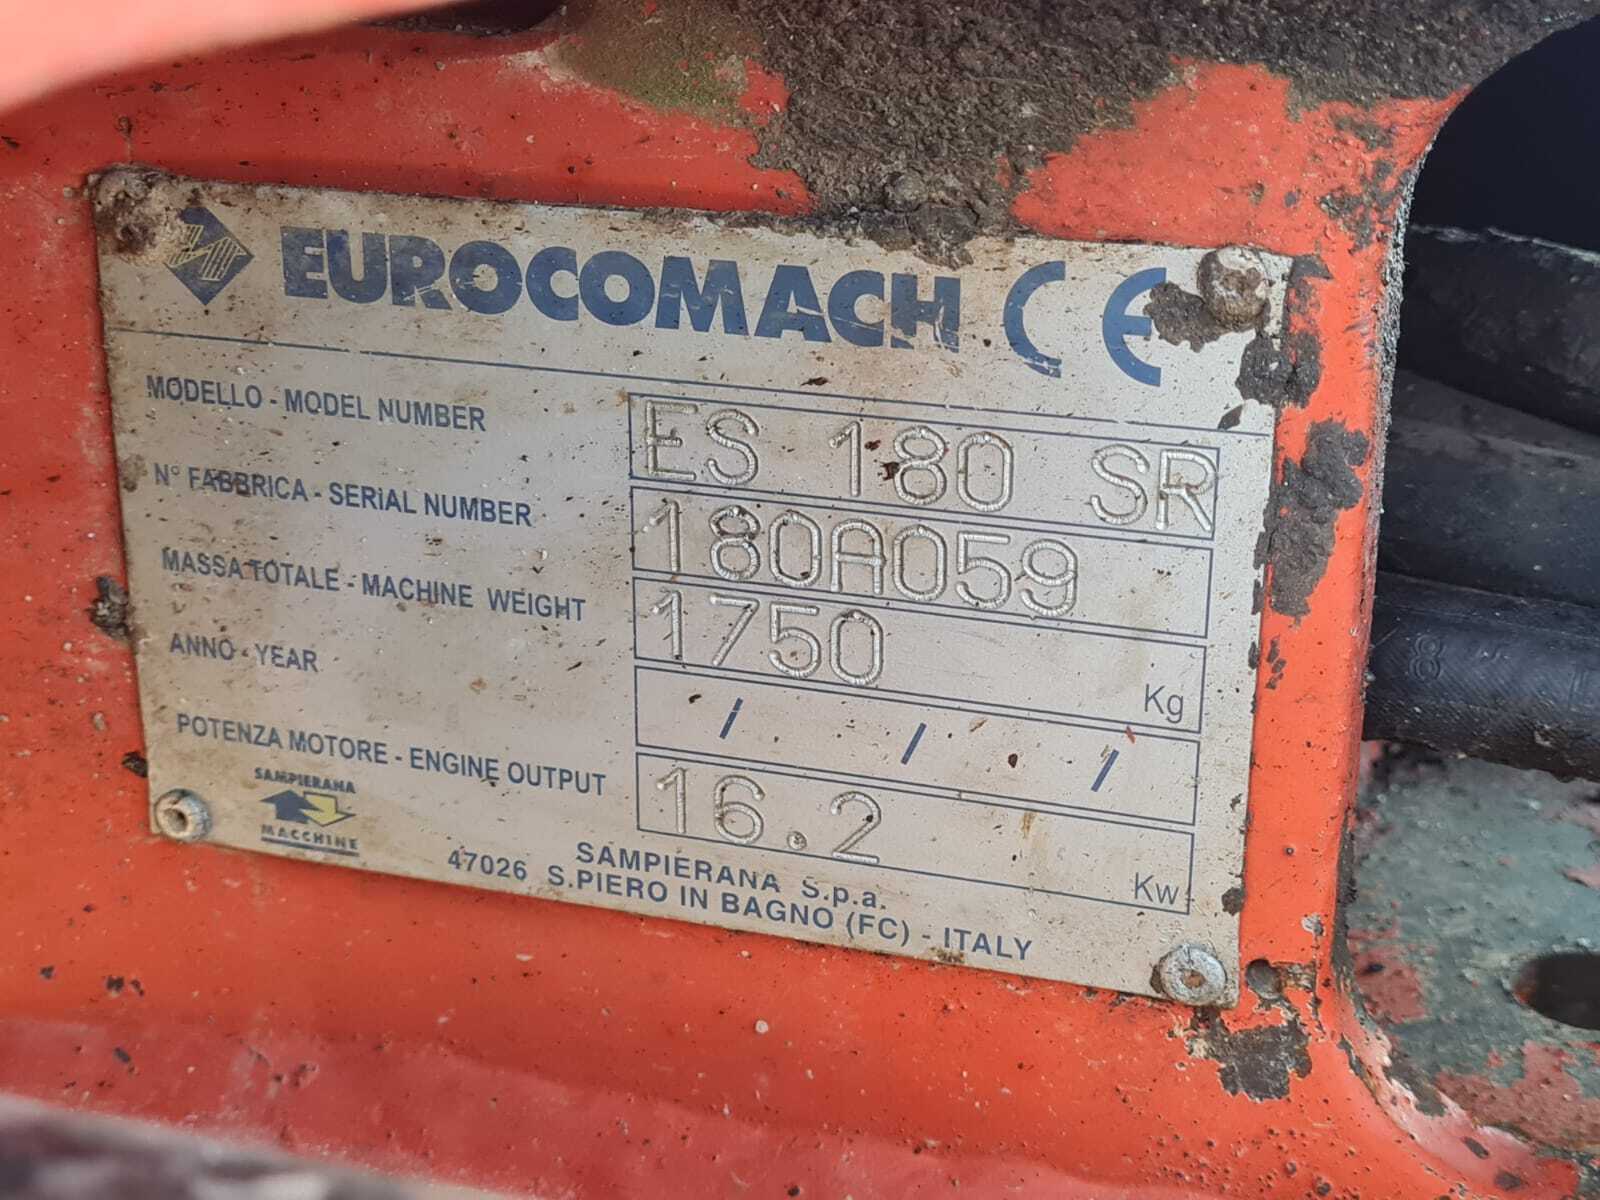 EUROCOMACH CE
MODELLO - MODEL NUMBER ES 180 SR
N° FABBRICA - SERIAL NUMBER 180A059
MASSA TOTALE - MACHINE WEIGHT 1750 Kg
ANNO - YEAR / / /
POTENZA MOTORE - ENGINE OUTPUT 16.2 Kw
SAMPIERANA
MACCHINE
SAMPIERANA S.p.a.
47026 S.PIERO IN BAGNO (FC) - ITALY